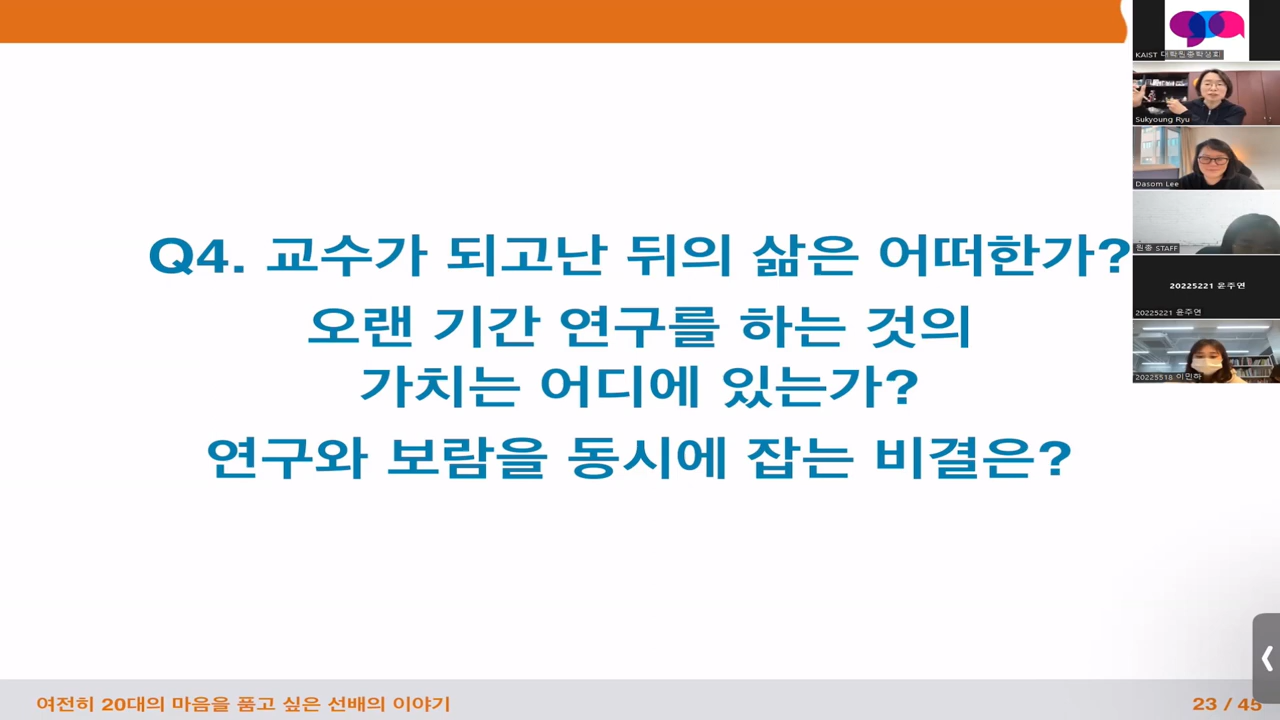 Q4. 교수가 되고난 뒤의 삶은 어떠한가?
오랜 기간 연구를 하는 것의
가치는 어디에 있는가?
연구와 보람을 동시에 잡는 비결은?
여전히 20대의 마음을 품고 싶은 선배의 이야기
23 / 45
KAIST 대학원총학생회
Sukyoung Ryu
Dasom Lee
원총 STAFF
20225221 윤주연
20225221 윤주연
20225518 이민하